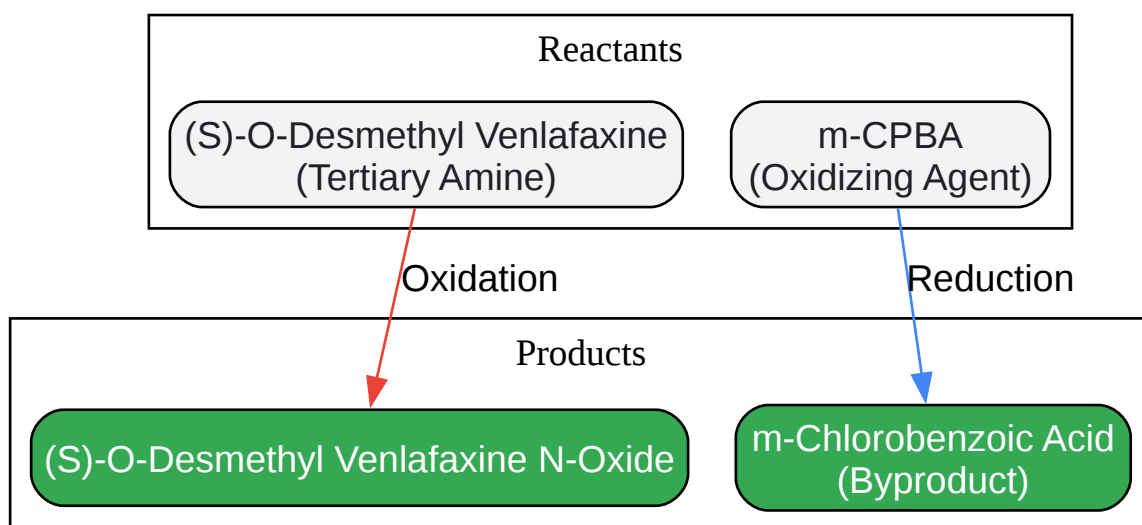 Reactants
(S)-O-Desmethyl Venlafaxine
(Tertiary Amine)
m-CPBA
(Oxidizing Agent)
Oxidation
Reduction
Products
(S)-O-Desmethyl Venlafaxine N-Oxide
m-Chlorobenzoic Acid
(Byproduct)